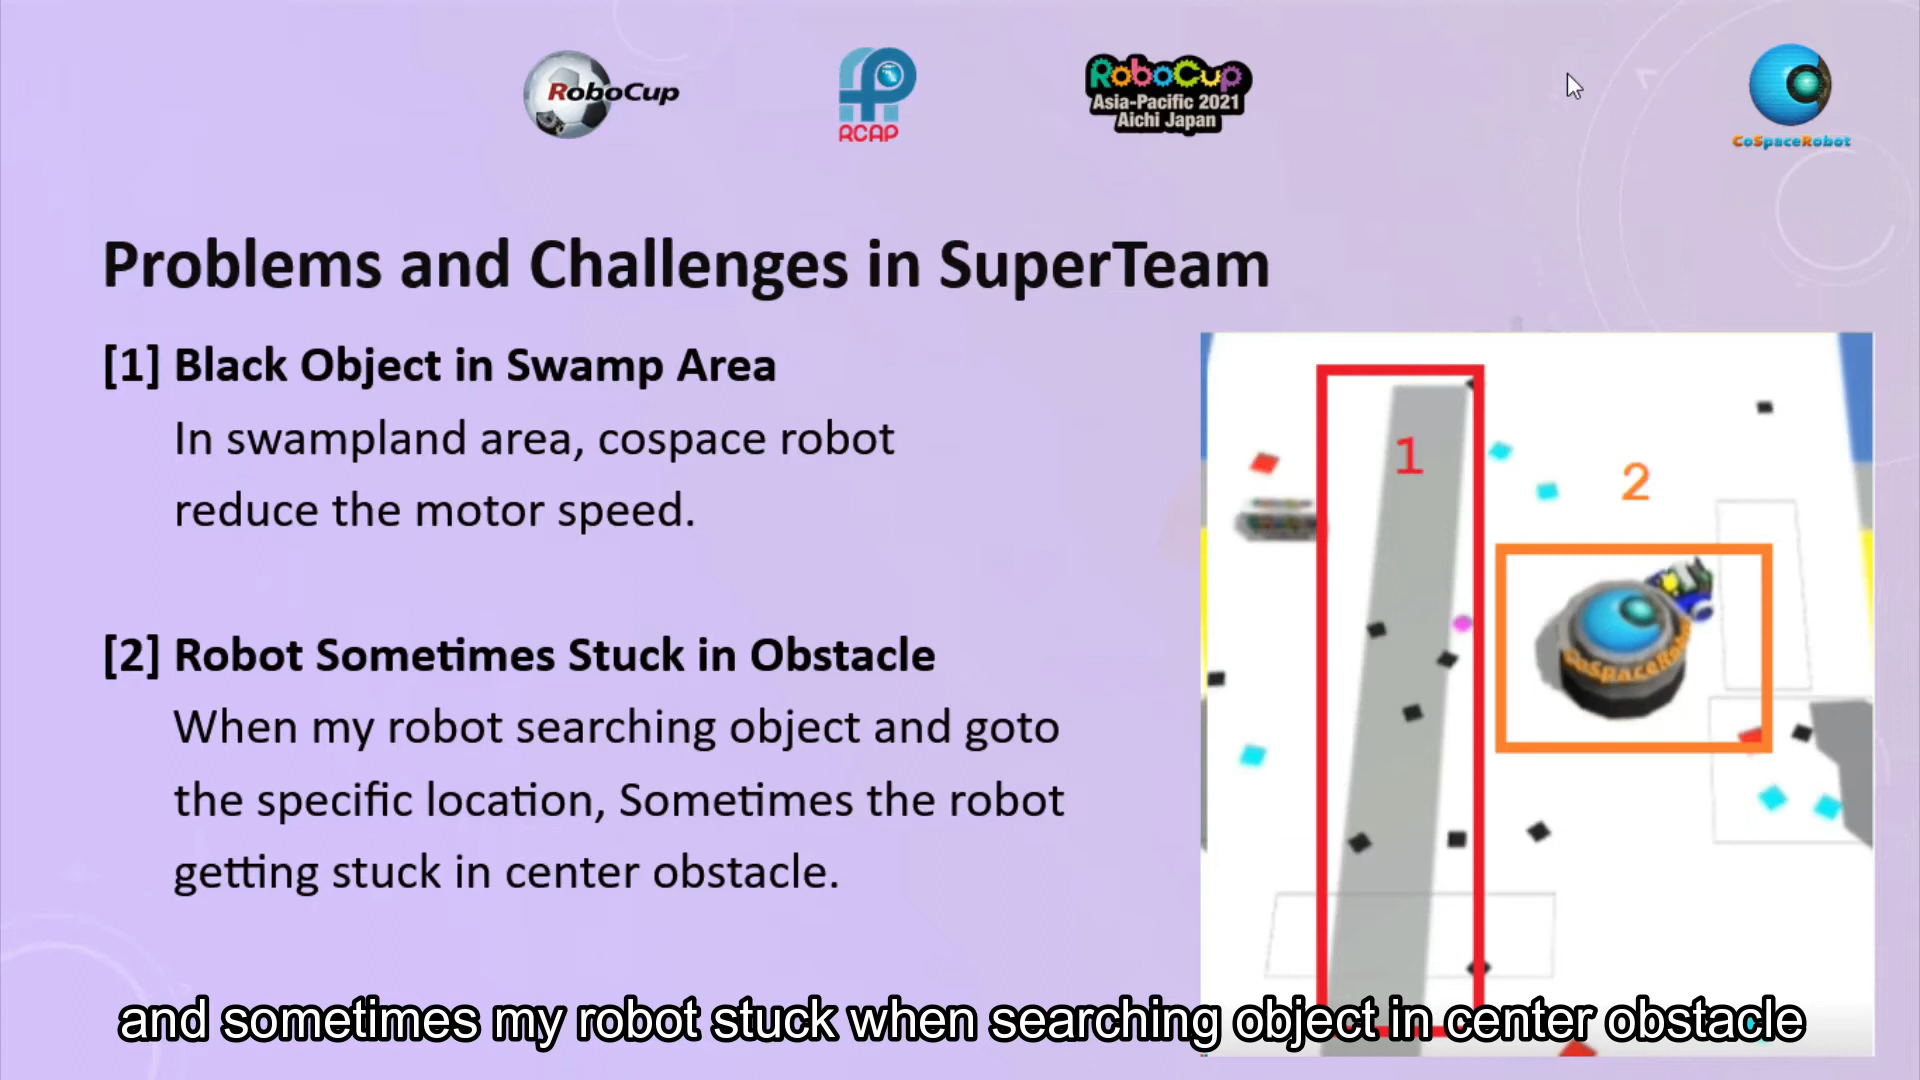 RoboCup
RCAP
RoboCup
Asia-Pacific 2021
Aichi Japan
CoSpaceRobot
Problems and Challenges in SuperTeam
[1] Black Object in Swamp Area
In swampland area, cospace robot
reduce the motor speed.
[2] Robot Sometimes Stuck in Obstacle
When my robot searching object and goto
the specific location, Sometimes the robot
getting stuck in center obstacle.
1
2
CoSpaceRobot
and sometimes my robot stuck when searching object in center obstacle